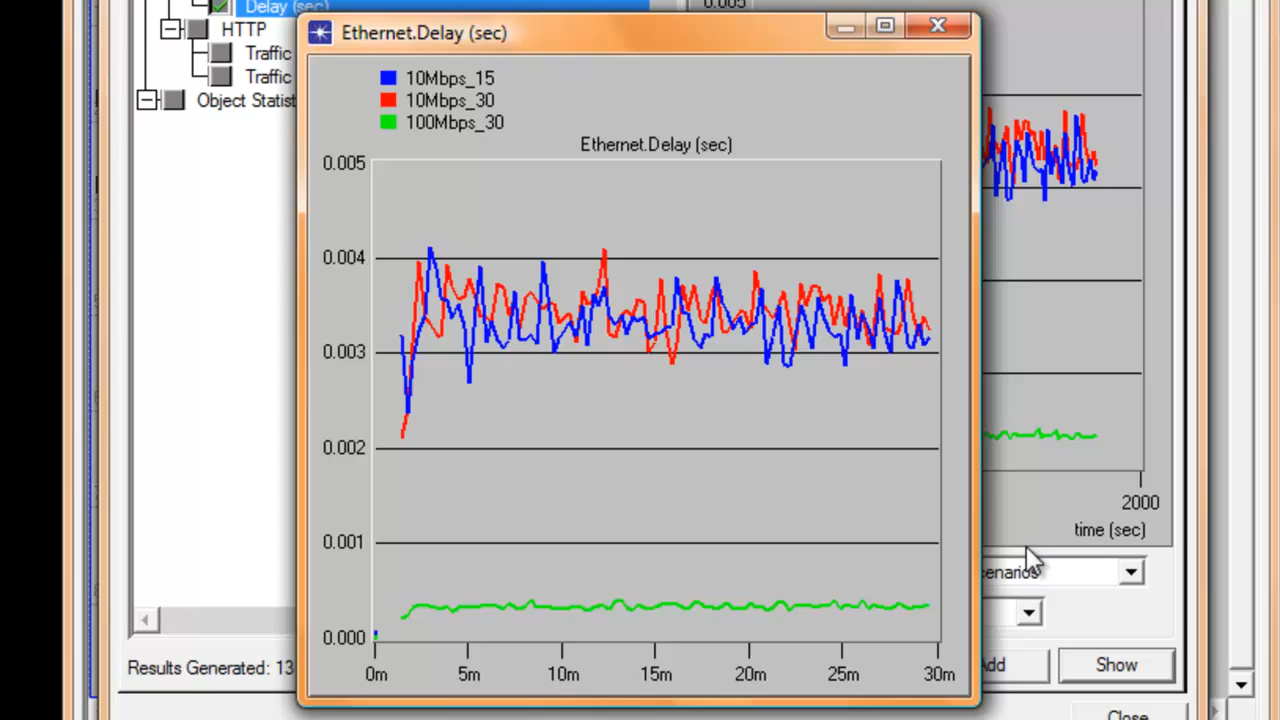 Delay (sec)
HTTP
Traffic
Traffic
Object Statist
Results Generated: 13
Ethernet.Delay (sec)
10Mbps_15
10Mbps_30
100Mbps_30
Ethernet.Delay (sec)
0.005
0.004
0.003
0.002
0.001
0.000
0m 5m 10m 15m 20m 25m 30m
0.005
2000
time (sec)
cenarios
Add
Show
Close